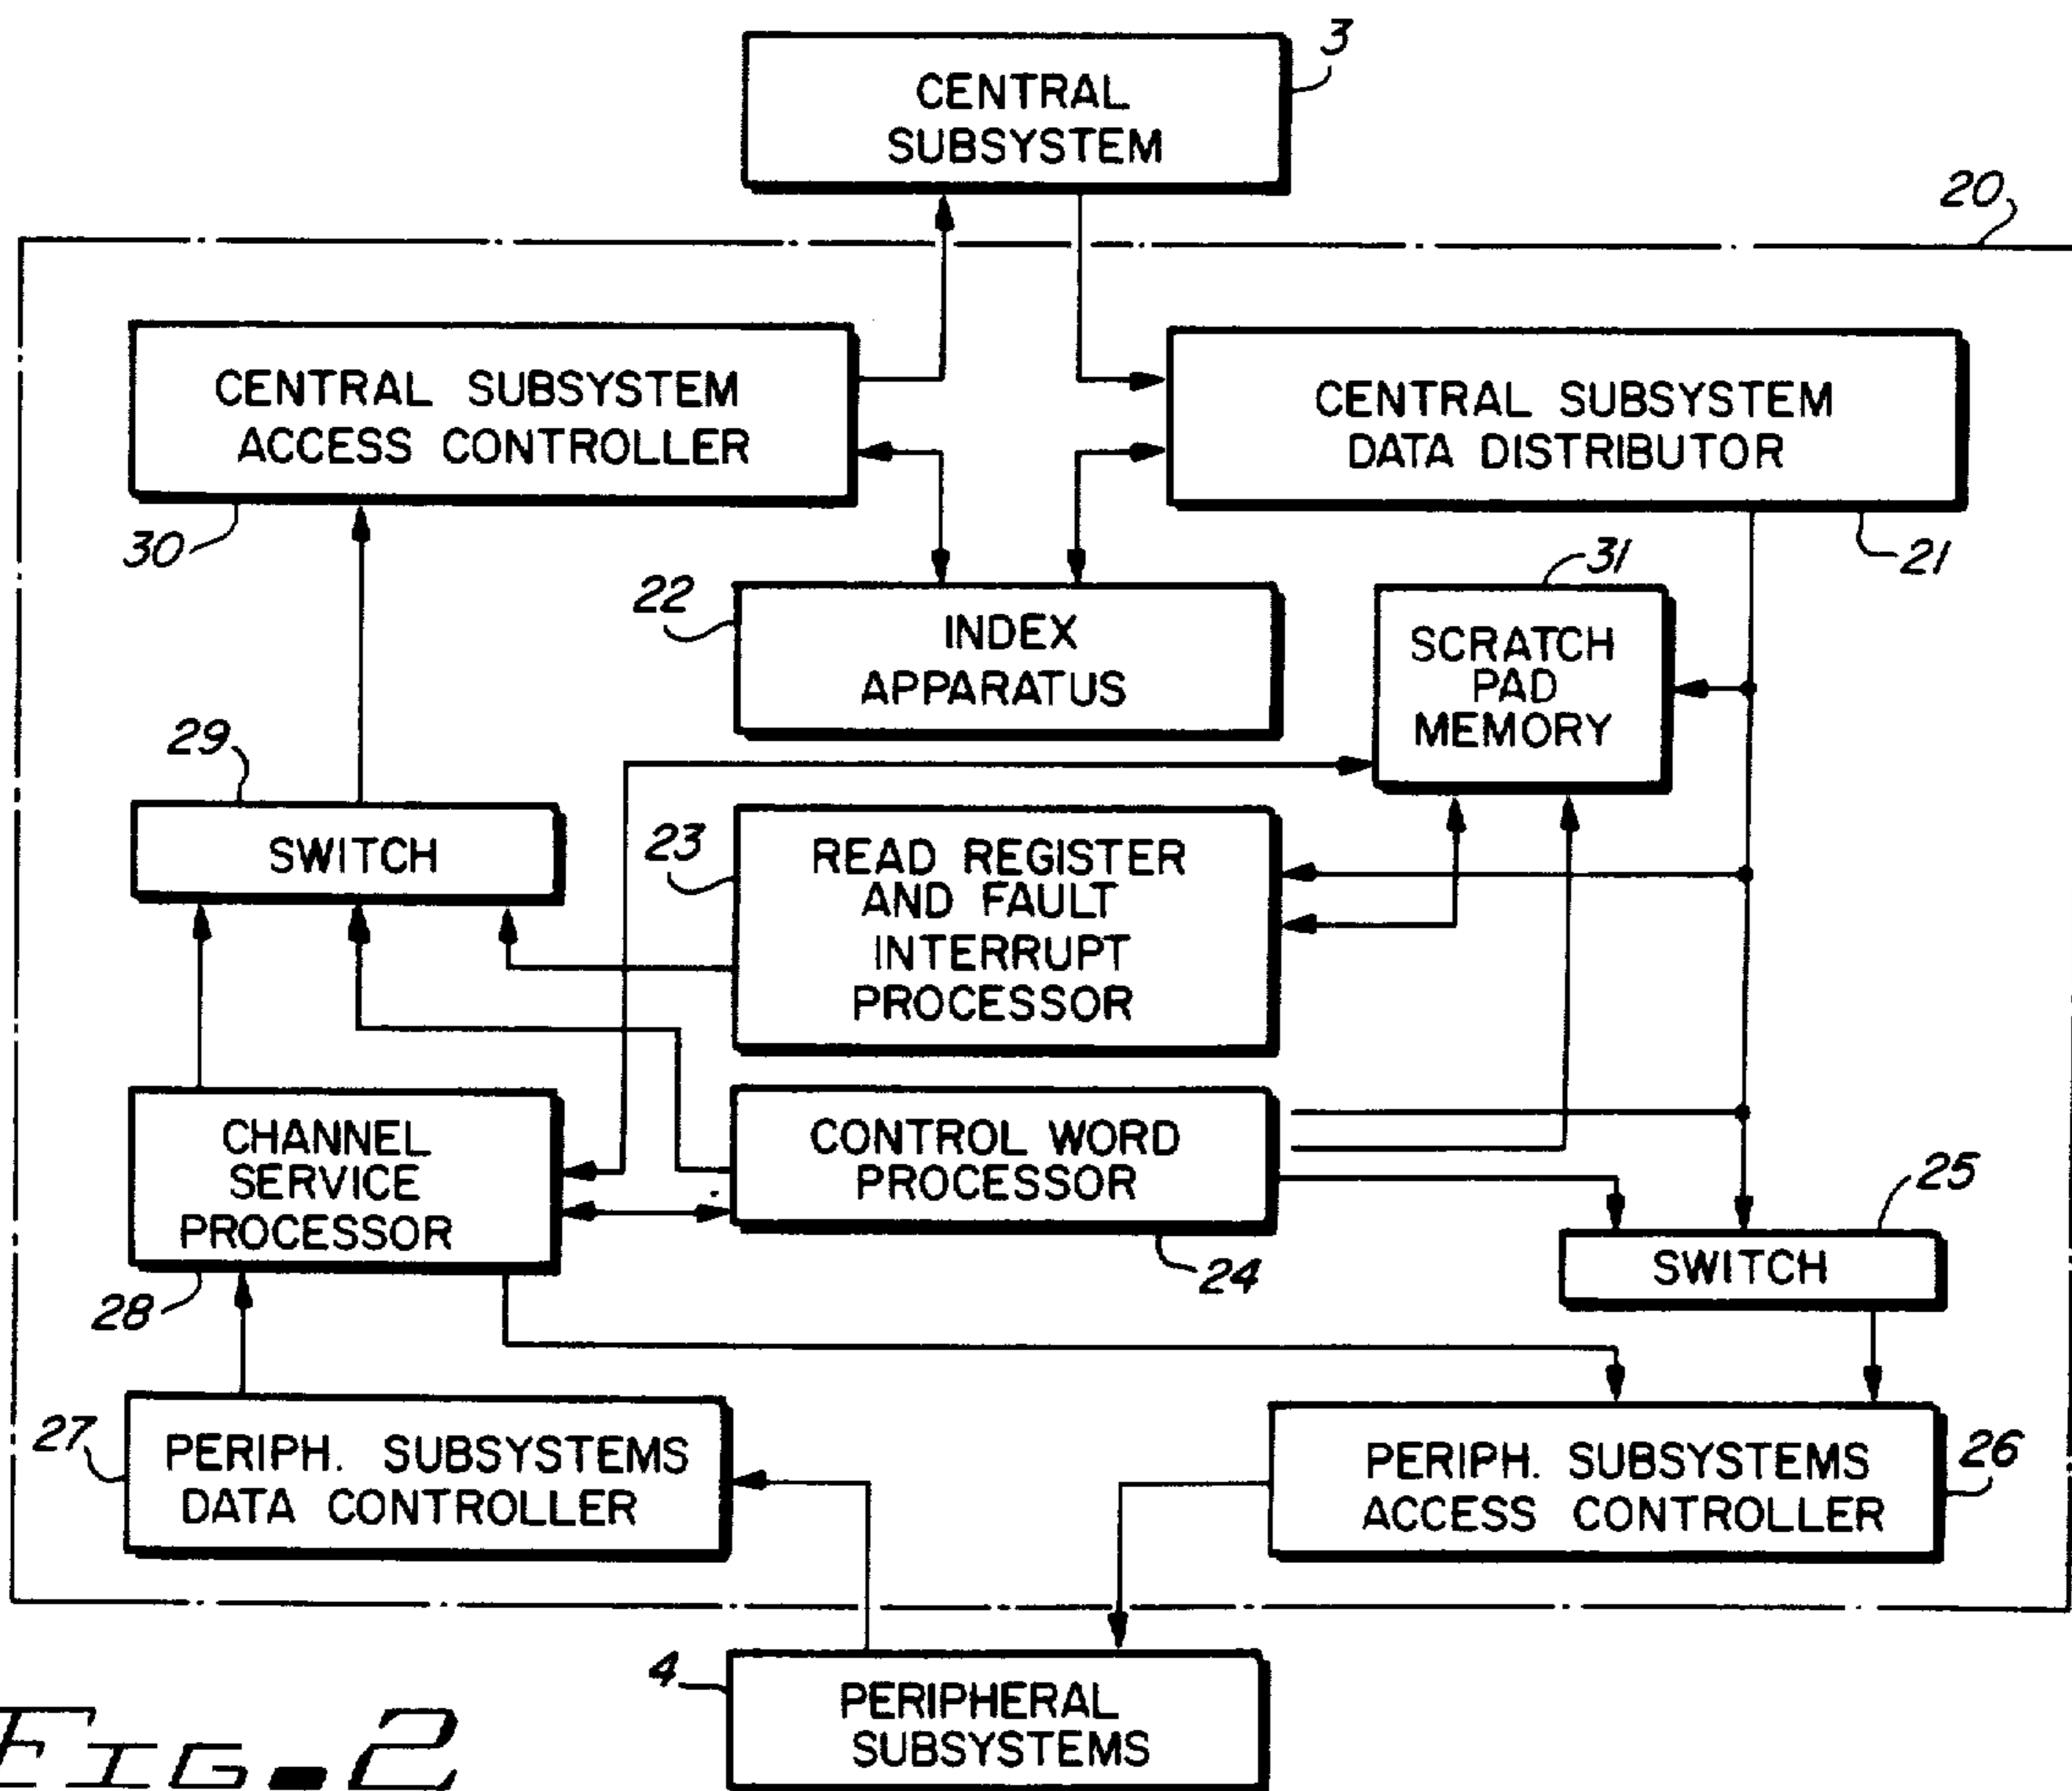 3
CENTRAL
SUBSYSTEM
20
CENTRAL SUBSYSTEM
ACCESS CONTROLLER
30
CENTRAL SUBSYSTEM
DATA DISTRIBUTOR
21
22
INDEX
APPARATUS
31
SCRATCH
PAD
MEMORY
29
SWITCH
23
READ REGISTER
AND FAULT
INTERRUPT
PROCESSOR
CHANNEL
SERVICE
PROCESSOR
28
CONTROL WORD
PROCESSOR
24
25
SWITCH
27
PERIPH. SUBSYSTEMS
DATA CONTROLLER
PERIPH. SUBSYSTEMS
ACCESS CONTROLLER
26
4
PERIPHERAL
SUBSYSTEMS
FIG. 2